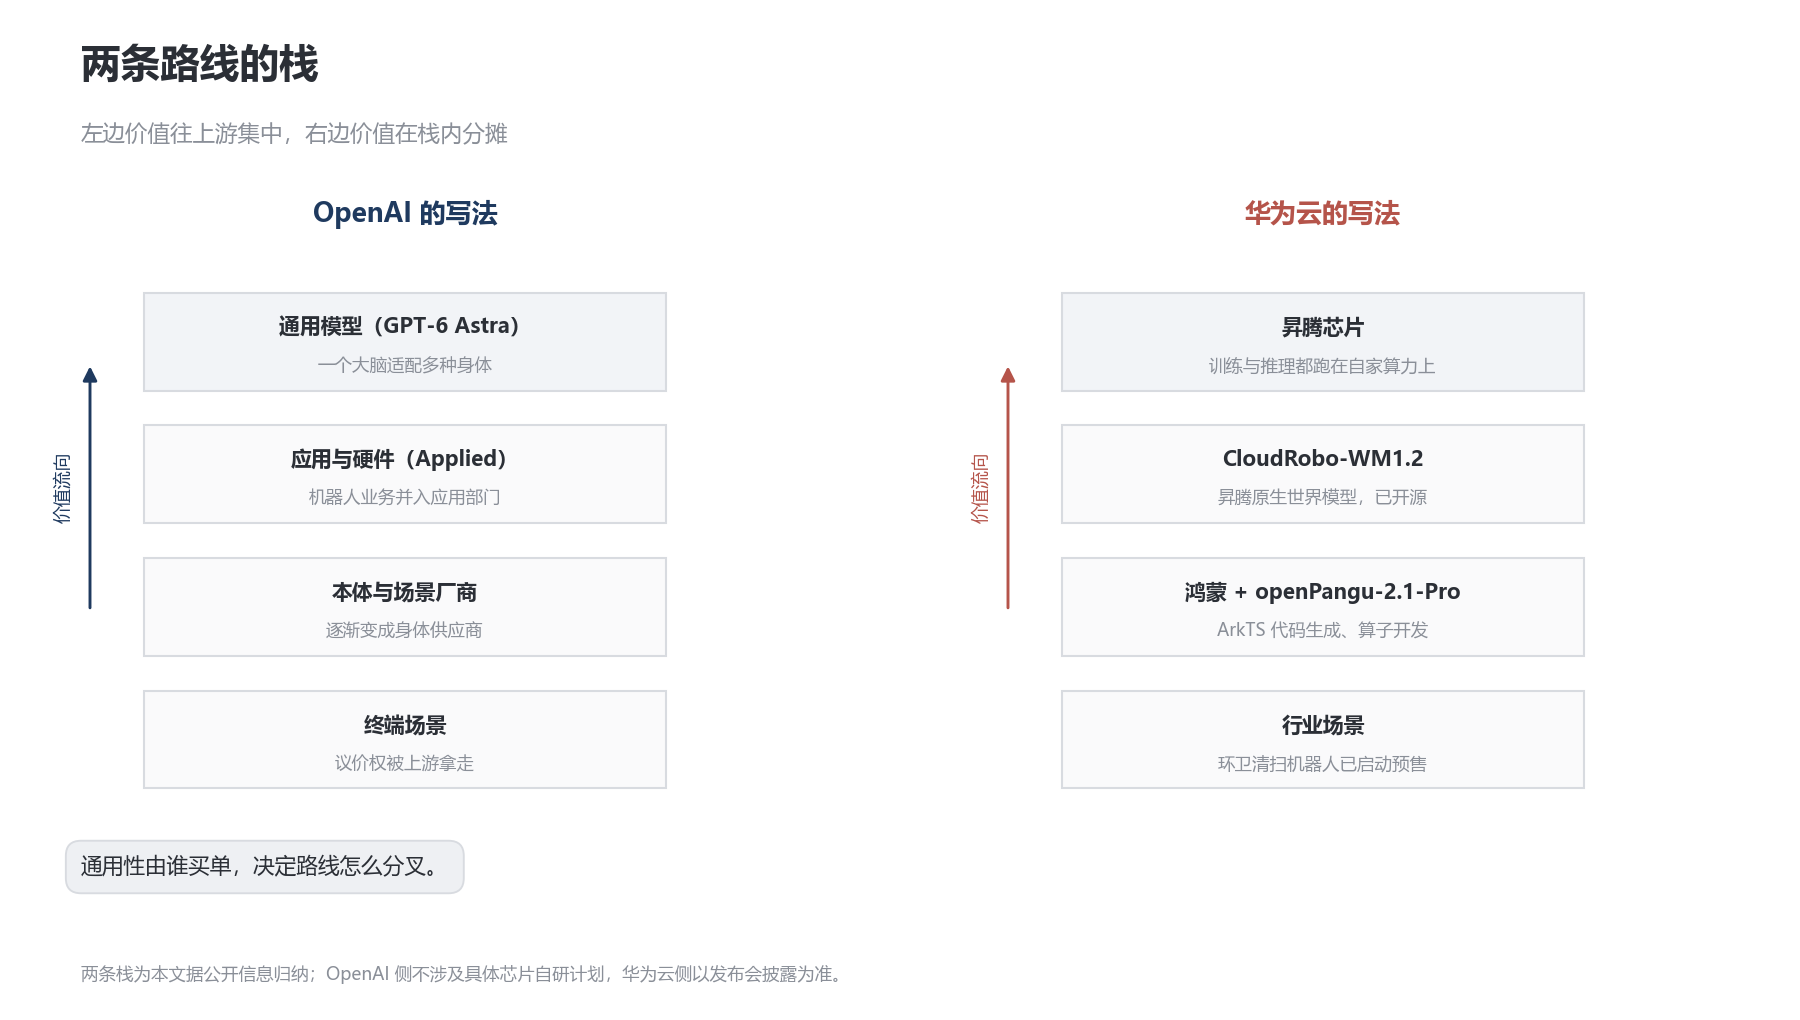 两条路线的栈
左边价值往上游集中，右边价值在栈内分摊
OpenAI 的写法
通用模型（GPT-6 Astra）
一个大脑适配多种身体
应用与硬件（Applied）
机器人业务并入应用部门
本体与场景厂商
逐渐变成身体供应商
终端场景
议价权被上游拿走
价值流向
华为云的写法
昇腾芯片
训练与推理都跑在自家算力上
CloudRobo-WM1.2
昇腾原生世界模型，已开源
鸿蒙 + openPangu-2.1-Pro
ArkTS 代码生成、算子开发
行业场景
环卫清扫机器人已启动预售
价值流向
通用性由谁买单，决定路线怎么分叉。
两条栈为本文据公开信息归纳；OpenAI 侧不涉及具体芯片自研计划，华为云侧以发布会披露为准。